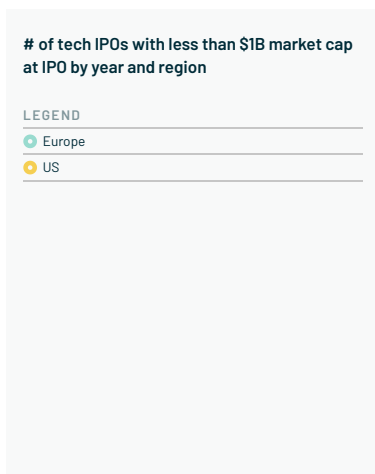 # of tech IPOs with less than $1B market cap
at IPO by year and region
LEGEND
Europe
US